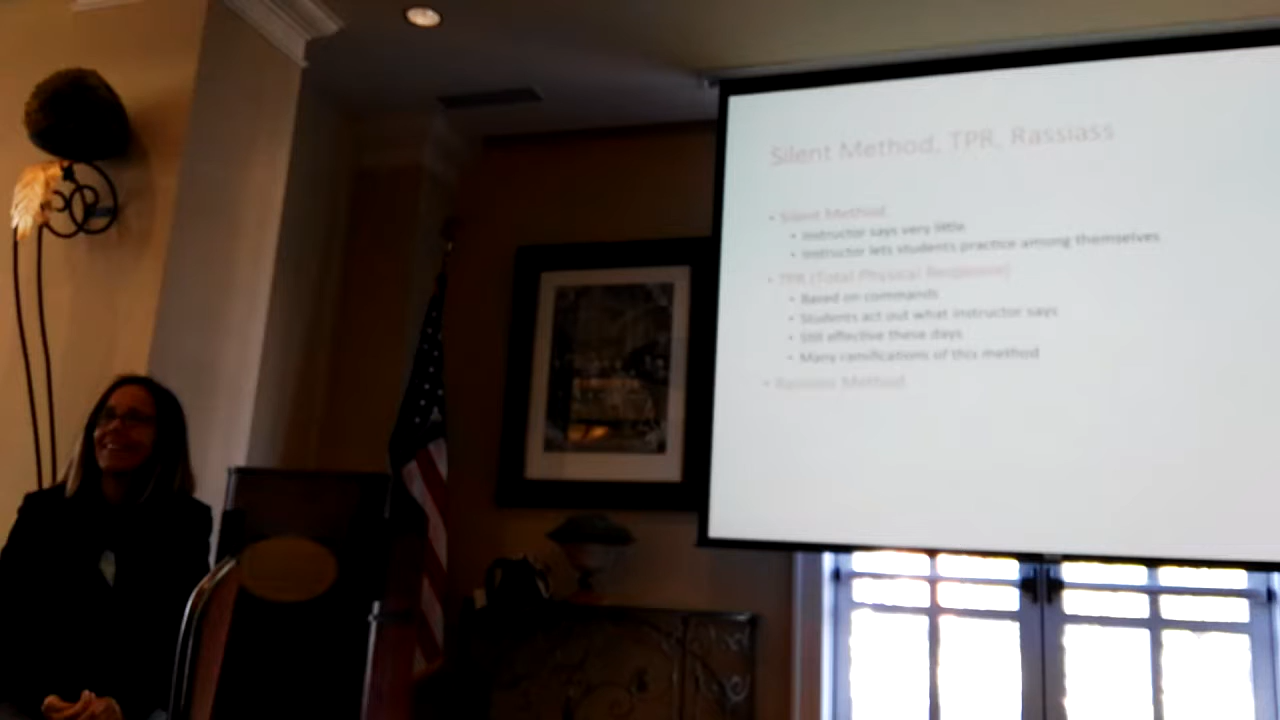 Silent Method, TPR, Rassiass
• Silent Method
• Instructor says very little
• Instructor lets students practice among themselves
• TPR (Total Physical Response)
• Based on commands
• Students act out what instructor says
• Still effective these days
• Many ramifications of this method
• Rassiass Method